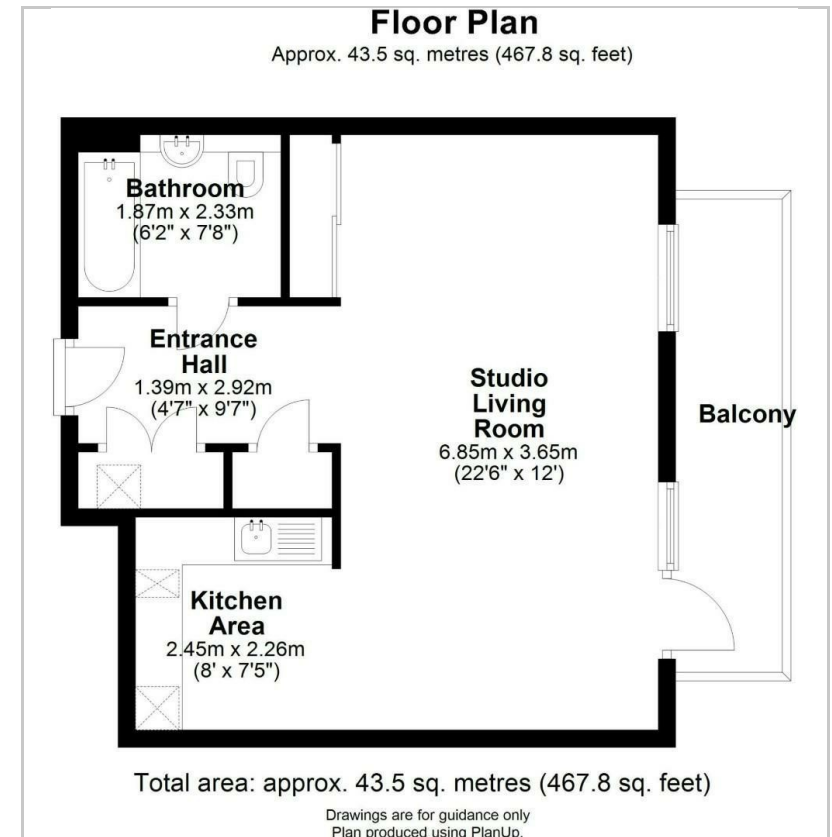 Floor Plan
Approx. 43.5 sq. metres (467.8 sq. feet)
Bathroom
1.87m x 2.33m
(6'2" x 7'8")
Entrance
Hall
1.39m x 2.92m
(4'7" x 9'7")
Studio
Living
Room
6.85m x 3.65m
(22'6" x 12')
Balcony
Kitchen
Area
2.45m x 2.26m
(8' x 7'5")
Total area: approx. 43.5 sq. metres (467.8 sq. feet)
Drawings are for guidance only
Plan produced using PlanUp.